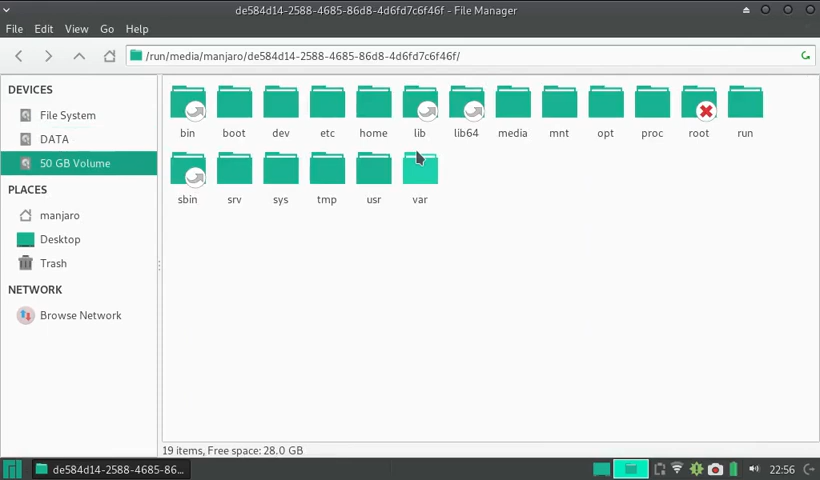 de584d14-2588-4685-86d8-4d6fd7c6f46f - File Manager
File Edit View Go Help
/run/media/manjaro/de584d14-2588-4685-86d8-4d6fd7c6f46f/
DEVICES
File System
DATA
50 GB Volume
PLACES
manjaro
Desktop
Trash
NETWORK
Browse Network
bin boot dev etc home lib lib64 media mnt opt proc root run
sbin srv sys tmp usr var
19 items, Free space: 28.0 GB
de584d14-2588-4685-86... 22:56